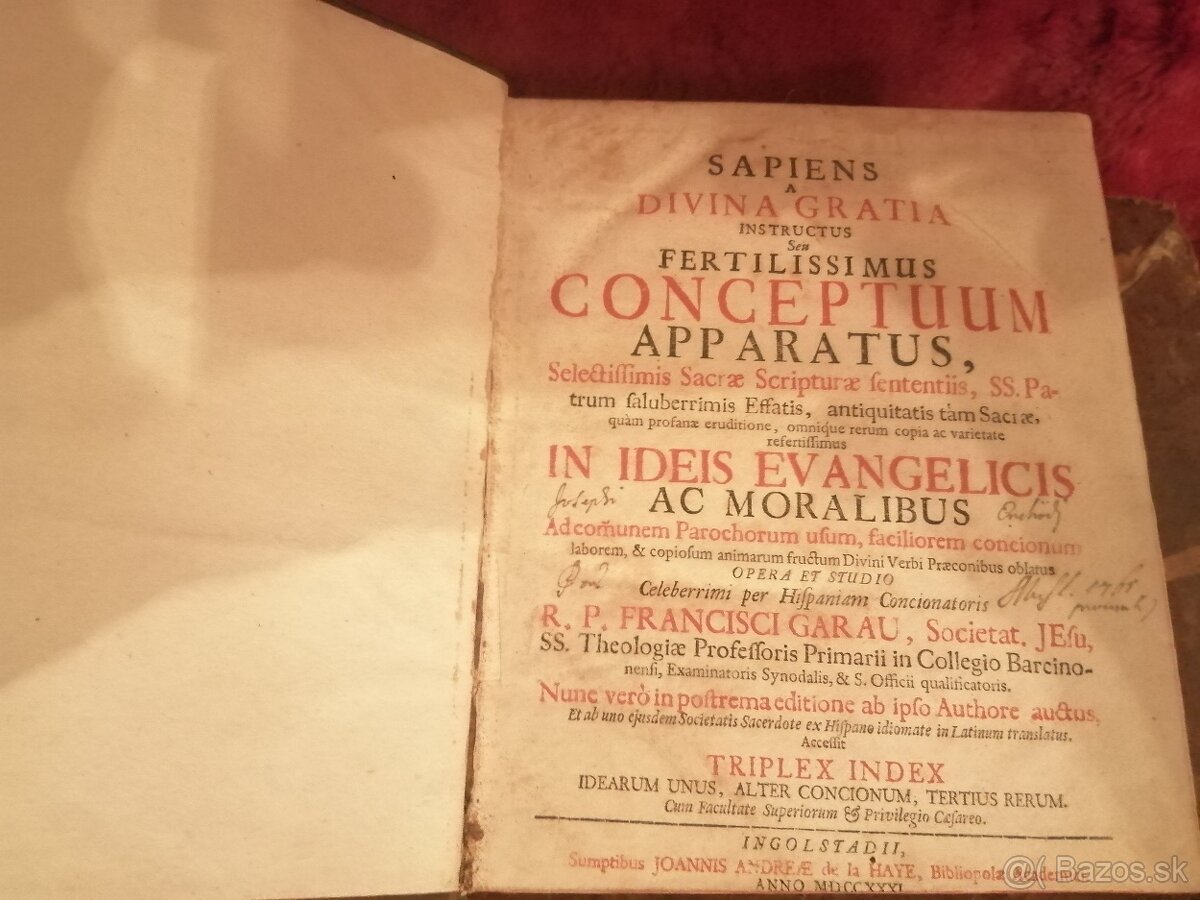 SAPIENS
A
DIVINA GRATIA
INSTRUCTUS
Seu
FERTILISSIMUS
CONCEPTUUM
APPARATUS,
Selectiſſimis Sacræ Scripturæ ſententiis, SS. Pa-
trum ſaluberrimis Effatis, antiquitatis tàm Sacræ,
quàm profanæ eruditione, omnique rerum copia ac varietate
refertiſſimus
IN IDEIS EVANGELICIS
AC MORALIBUS
Josephi
Ad com̃unem Parochorum uſum, faciliorem concionum
laborem, & copioſum animarum fructum Divini Verbi Præconibus oblatus
OPERA ET STUDIO
Celeberrimi per Hiſpaniam Concionatoris
R. P. FRANCISCI GARAU, Societat. JEſu,
SS. Theologiæ Profeſſoris Primarii in Collegio Barcino-
nenſi, Examinatoris Synodalis, & S. Officii qualificatoris.
Nunc verò in poſtrema editione ab ipſo Authore auctus,
Et ab uno ejusdem Societatis Sacerdote ex Hiſpano idiomate in Latinum translatus.
Acceſſit
TRIPLEX INDEX
IDEARUM UNUS, ALTER CONCIONUM, TERTIUS RERUM.
Cum Facultate Superiorum & Privilegio Cæſareo.
INGOLSTADII,
Sumptibus JOANNIS ANDREÆ de la HAYE, Bibliopolæ Academici
ANNO MDCCXXXI
@( Bazos.sk